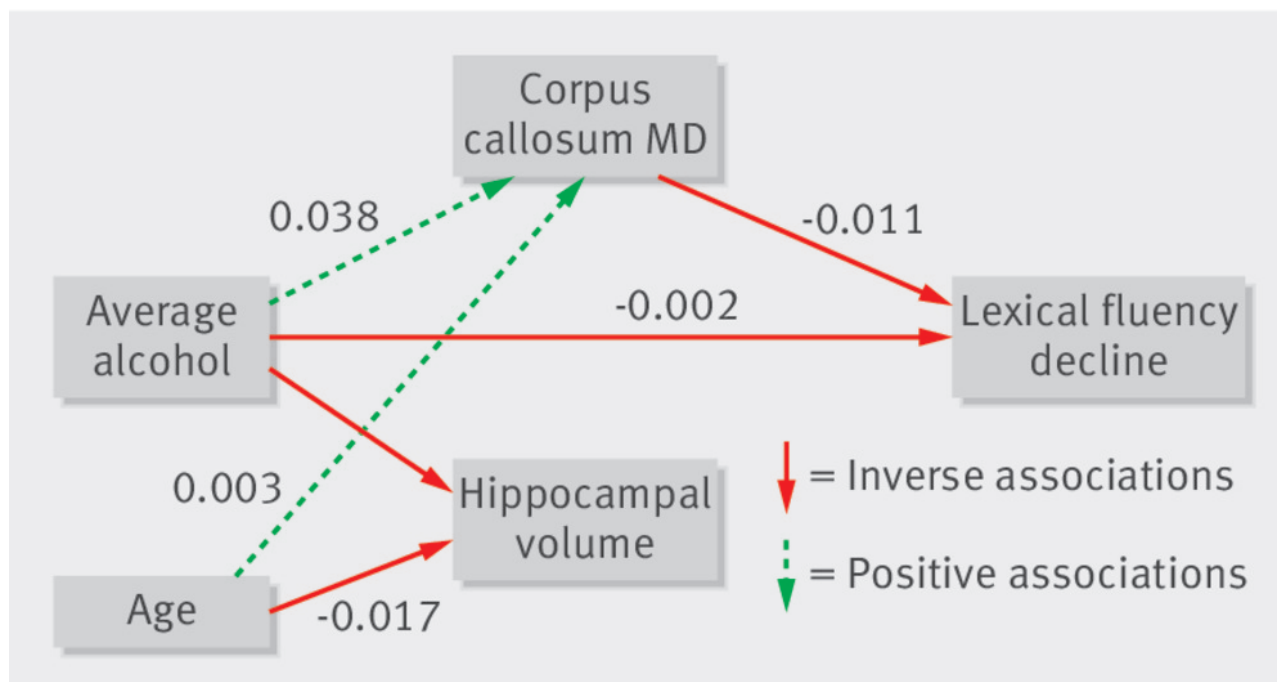 Corpus
callosum MD
0.038
-0.011
Average
alcohol
-0.002
Lexical fluency
decline
0.003
Hippocampal
volume
= Inverse associations
= Positive associations
Age
-0.017